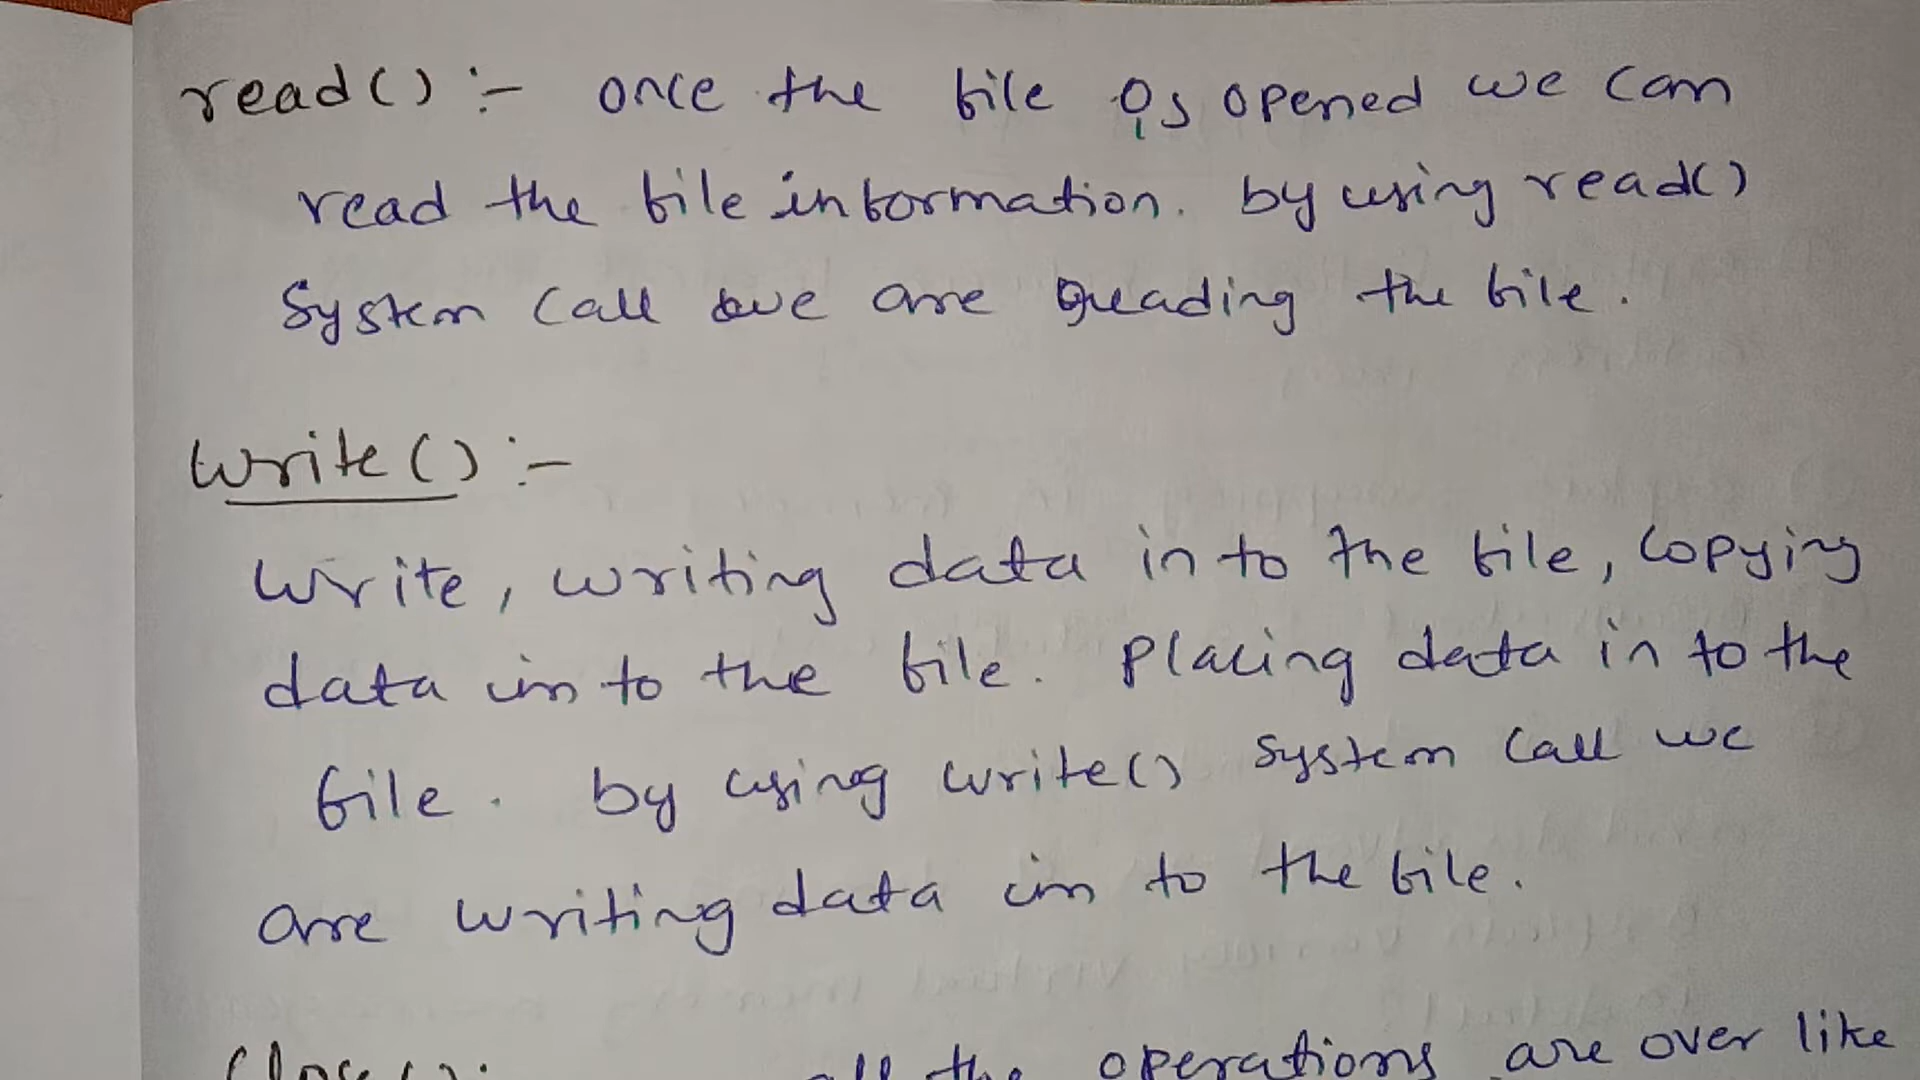 read() :- once the file is opened we can
read the file information. by using read()
System call we are reading the file.
write() :-
write, writing data in to the file, copying
data in to the file. placing data in to the
file. by using write() system call we
are writing data in to the file.
close(): all the operations are over like